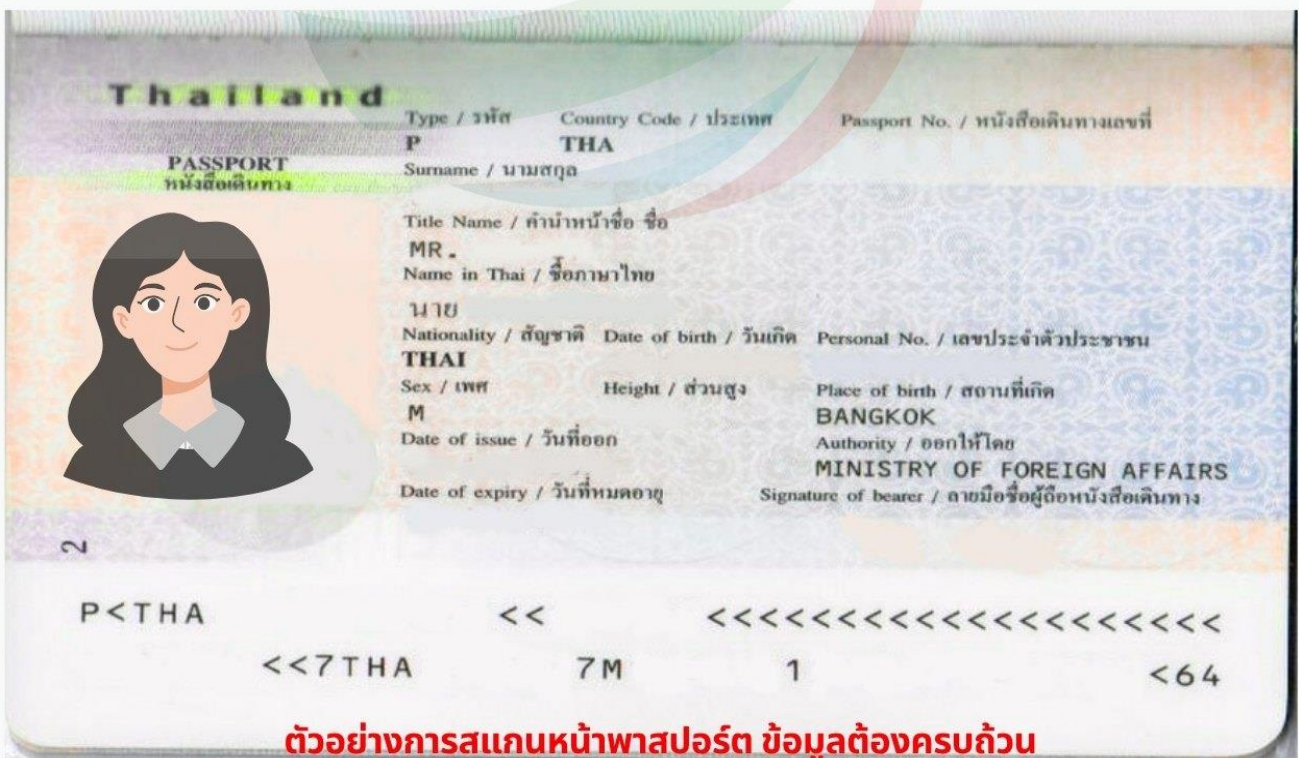 Thailand
PASSPORT
หนังสือเดินทาง
Type / รหัส Country Code / ประเทศ Passport No. / หนังสือเดินทางเลขที่
P THA
Surname / นามสกุล
Title Name / คำนำหน้าชื่อ ชื่อ
MR.
Name in Thai / ชื่อภาษาไทย
นาย
Nationality / สัญชาติ Date of birth / วันเกิด Personal No. / เลขประจำตัวประชาชน
THAI
Sex / เพศ Height / ส่วนสูง Place of birth / สถานที่เกิด
M BANGKOK
Date of issue / วันที่ออก Authority / ออกให้โดย
MINISTRY OF FOREIGN AFFAIRS
Date of expiry / วันที่หมดอายุ Signature of bearer / ลายมือชื่อผู้ถือหนังสือเดินทาง
2
P<THA << <<<<<<<<<<<<<<<<<<<<
<<7THA 7M 1 <64
ตัวอย่างการสแกนหน้าพาสปอร์ต ข้อมูลต้องครบถ้วน